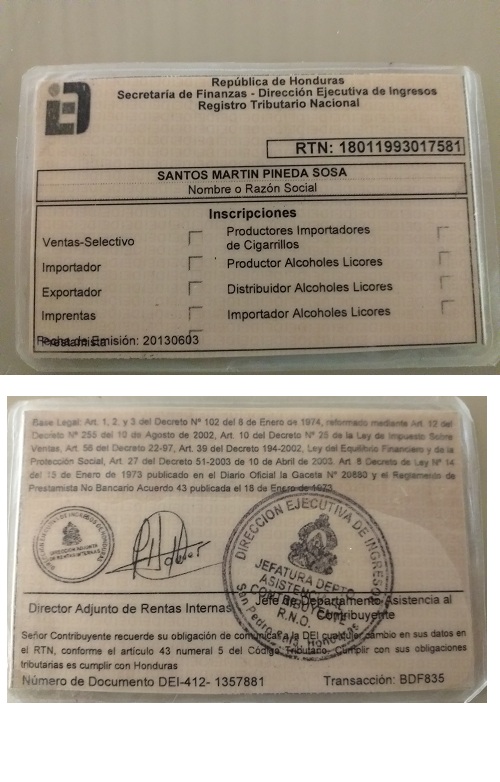 DEI
República de Honduras
Secretaría de Finanzas - Dirección Ejecutiva de Ingresos
Registro Tributario Nacional
RTN: 18011993017581
SANTOS MARTIN PINEDA SOSA
Nombre o Razón Social
Inscripciones
Ventas-Selectivo
Productores Importadores
de Cigarrillos
Importador
Productor Alcoholes Licores
Exportador
Distribuidor Alcoholes Licores
Imprentas
Importador Alcoholes Licores
Prestamista
Fecha de Emisión: 20130603
Base Legal: Art. 1, 2, y 3 del Decreto Nº 102 del 8 de Enero de 1974, reformado mediante Art. 12 del
Decreto Nº 255 del 10 de Agosto de 2002, Art. 10 del Decreto Nº 25 de la Ley de Impuesto Sobre
Ventas, Art. 58 del Decreto 22-97, Art. 39 del Decreto 194-2002, Ley del Equilibrio Financiero y de la
Protección Social, Art. 27 del Decreto 51-2003 de 10 de Abril de 2003, Art 8 Decreto de Ley Nº 14
del 15 de Enero de 1973 publicado en el Diario Oficial la Gaceta Nº 20880 y el Reglamento de
Prestamista No Bancario Acuerdo 43 publicada el 18 de Enero de 1973
DIRECCION EJECUTIVA DE INGRESOS
JEFATURA DEPTO.
ASISTENCIA AL
CONTRIBUYENTE
R.N.O.
San Pedro Sula, Honduras
Director Adjunto de Rentas Internas
Jefe de Departamento Asistencia al
Contribuyente
Señor Contribuyente recuerde su obligación de comunicar a la DEI cualquier cambio en sus datos en
el RTN, conforme el artículo 43 numeral 5 del Código Tributario. Cumplir con sus obligaciones
tributarias es cumplir con Honduras
Número de Documento DEI-412- 1357881
Transacción: BDF835